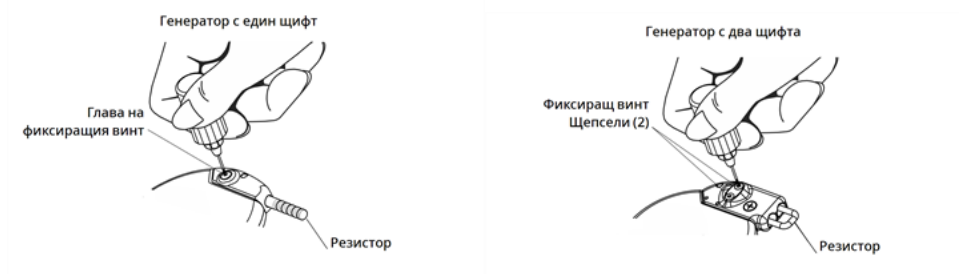 Генератор с един щифт
Глава на
фиксиращия винт
Резистор
Генератор с два щифта
Фиксиращ винт
Щепсели (2)
Резистор